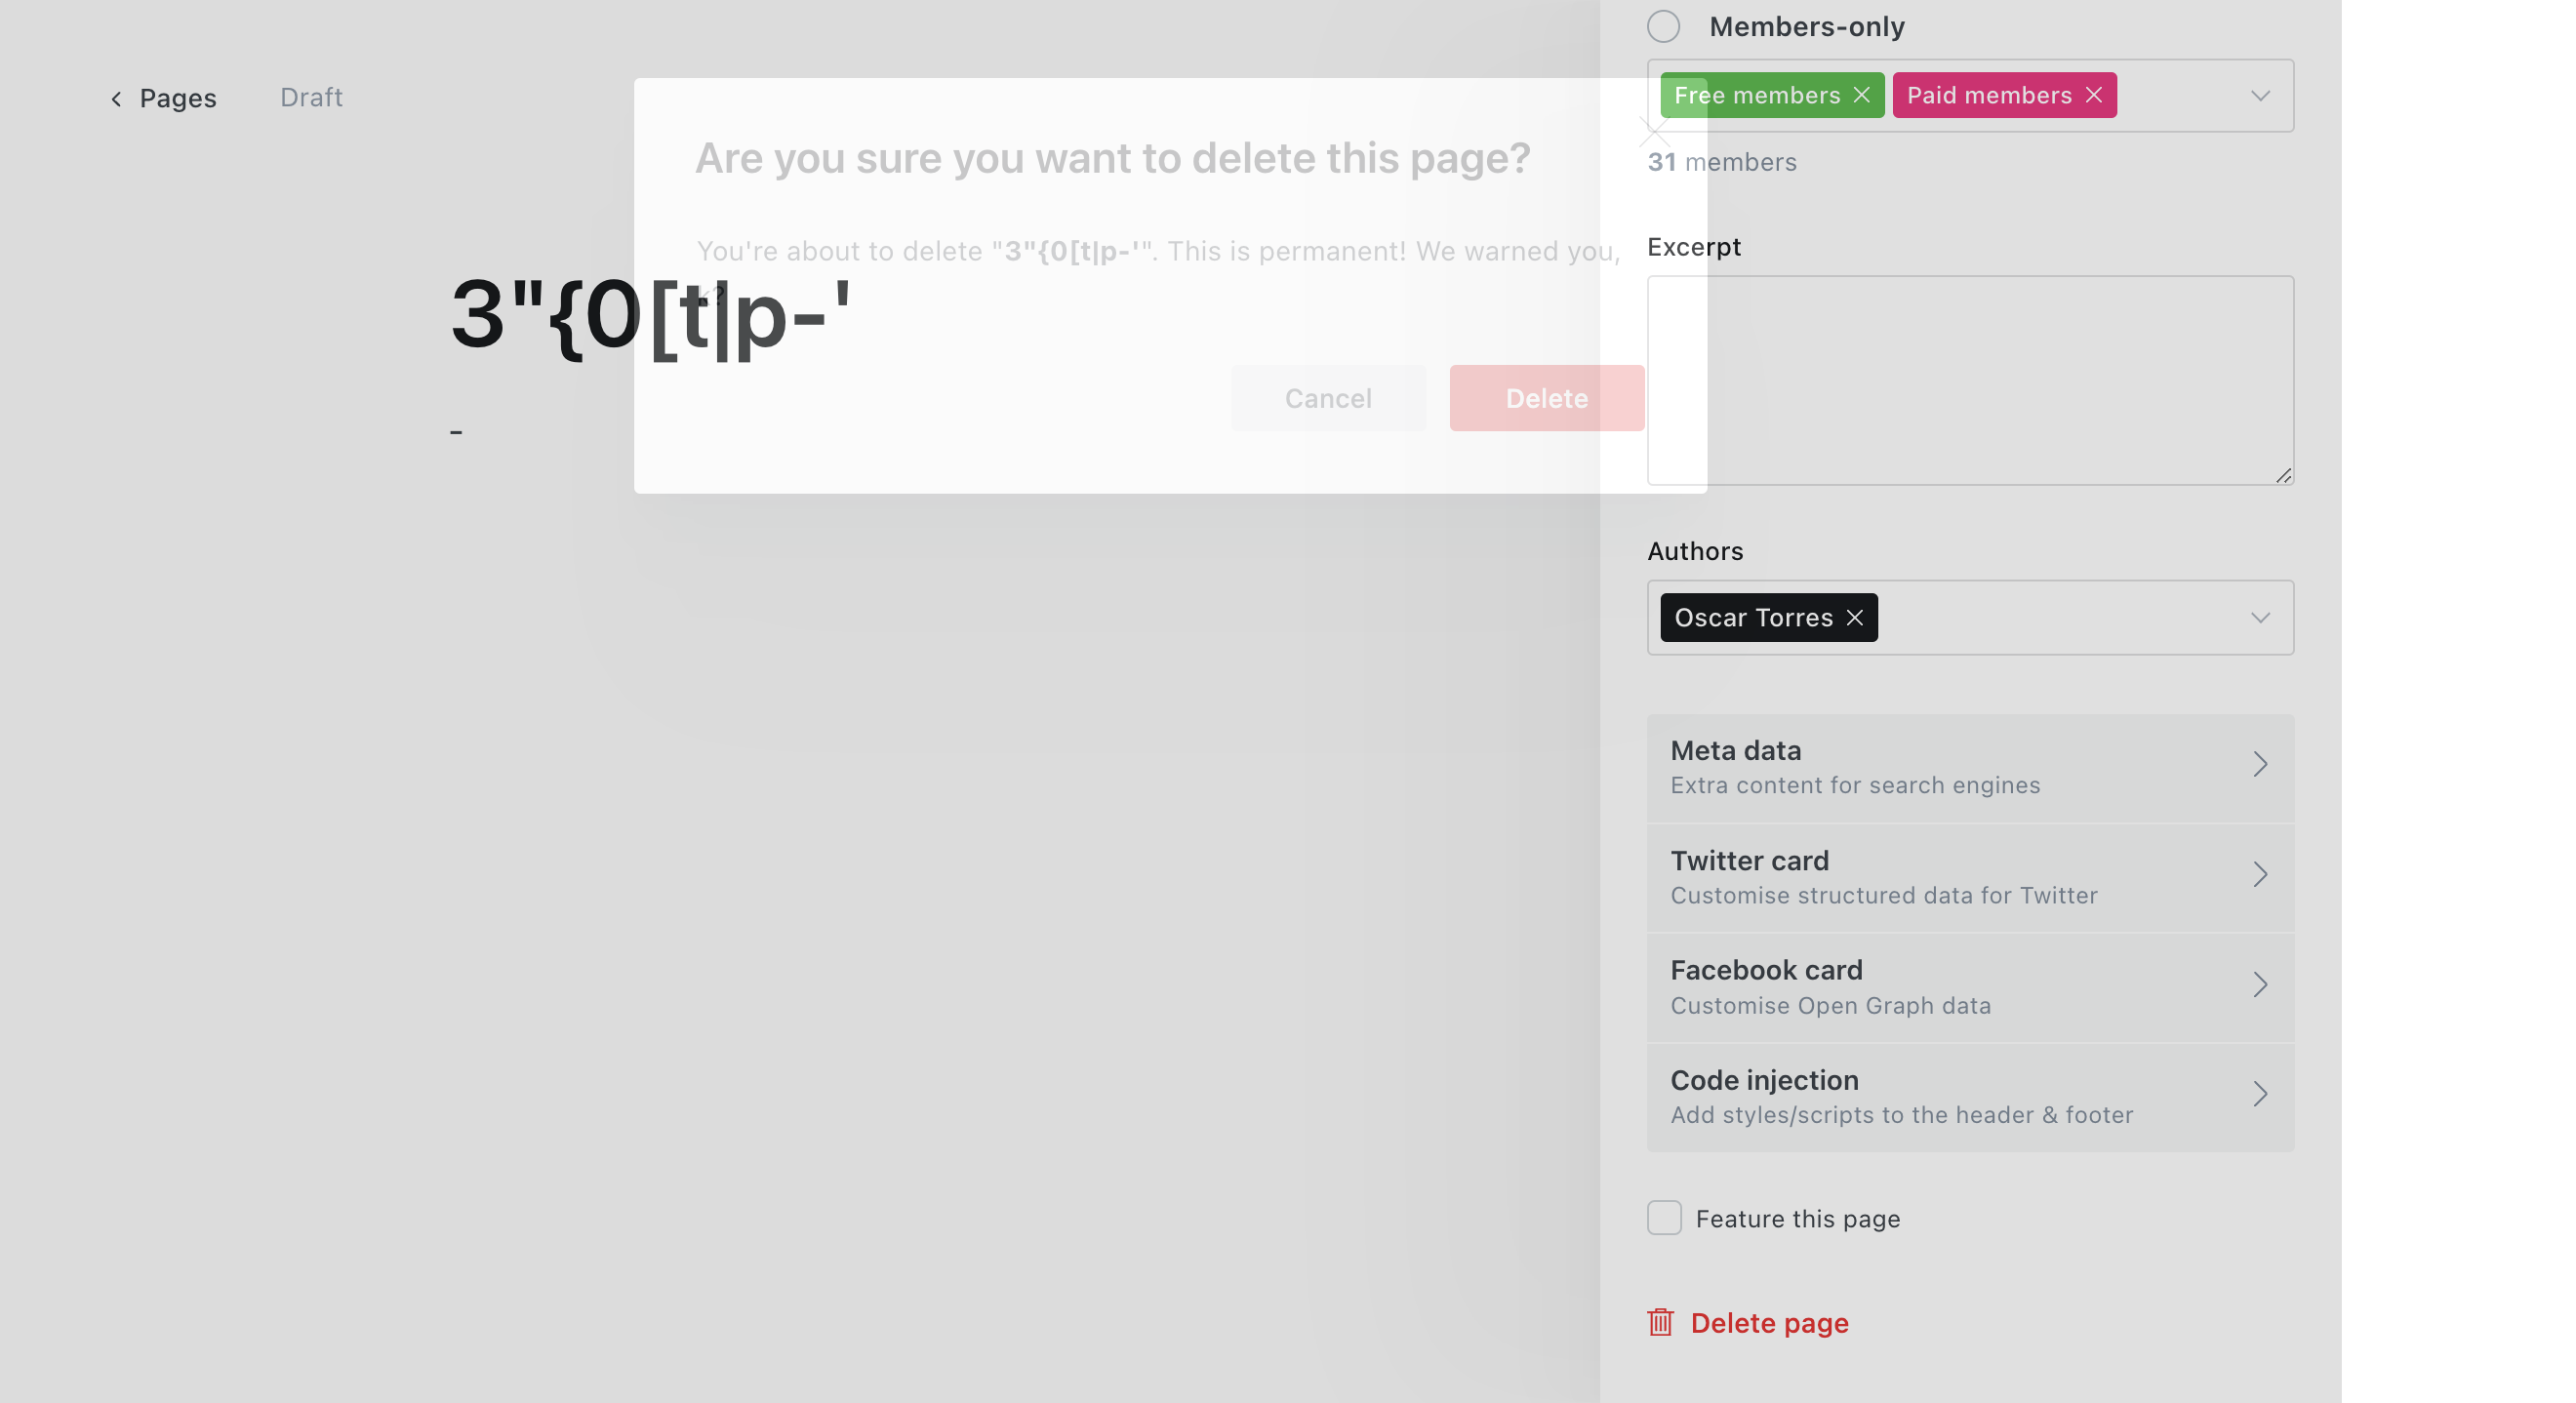 Pages
Draft
Are you sure you want to delete this page?
You're about to delete "3"{0[t|p-'". This is permanent! We warned you,
k?
Cancel
Delete
3"{0[t|p-'
-
Members-only
Free members
Paid members
31 members
Excerpt
Authors
Oscar Torres
Meta data
Extra content for search engines
Twitter card
Customise structured data for Twitter
Facebook card
Customise Open Graph data
Code injection
Add styles/scripts to the header & footer
Feature this page
Delete page